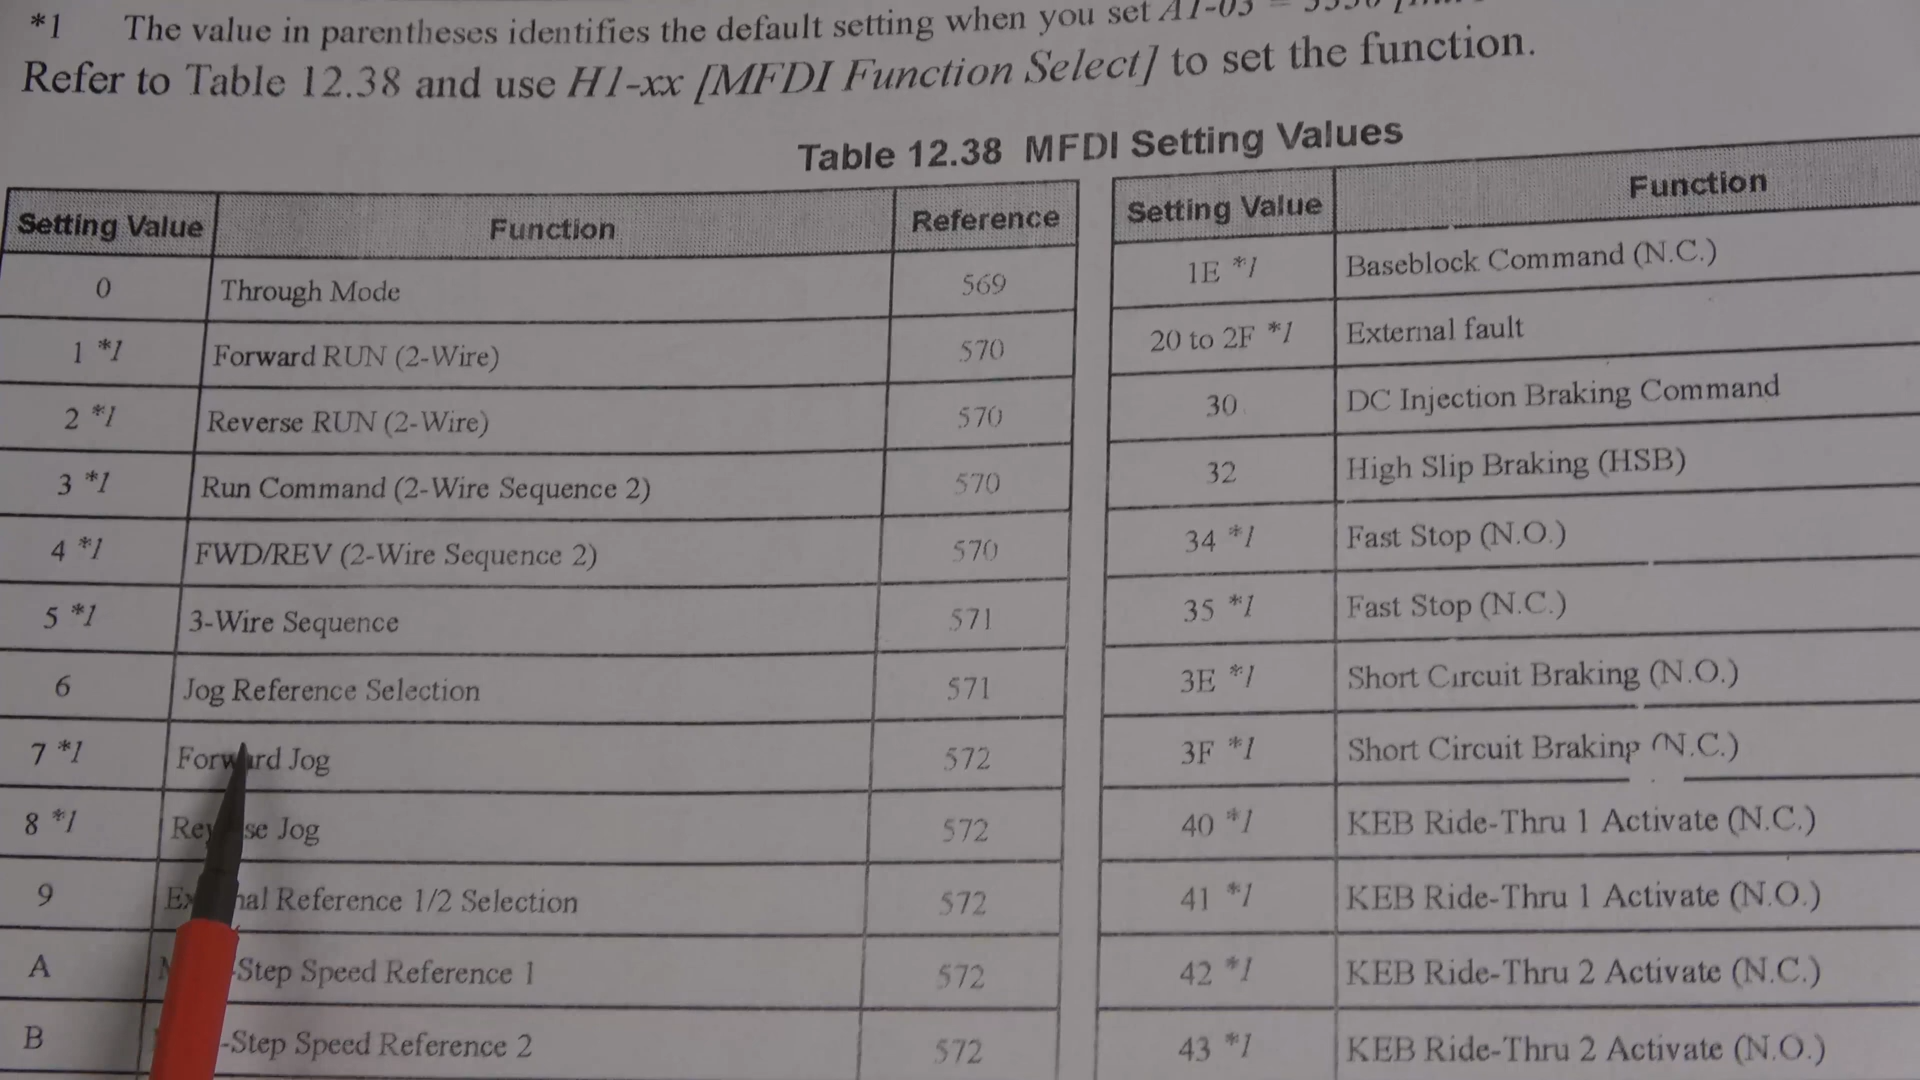 *1 The value in parentheses identifies the default setting when you set A1-03 =
Refer to Table 12.38 and use H1-xx [MFDI Function Select] to set the function.
Table 12.38 MFDI Setting Values
Setting Value Function Reference
0 Through Mode 569
1 *1 Forward RUN (2-Wire) 570
2 *1 Reverse RUN (2-Wire) 570
3 *1 Run Command (2-Wire Sequence 2) 570
4 *1 FWD/REV (2-Wire Sequence 2) 570
5 *1 3-Wire Sequence 571
6 Jog Reference Selection 571
7 *1 Forward Jog 572
8 *1 Reverse Jog 572
9 External Reference 1/2 Selection 572
A -Step Speed Reference 1 572
B -Step Speed Reference 2 572
Setting Value Function
1E *1 Baseblock Command (N.C.)
20 to 2F *1 External fault
30 DC Injection Braking Command
32 High Slip Braking (HSB)
34 *1 Fast Stop (N.O.)
35 *1 Fast Stop (N.C.)
3E *1 Short Circuit Braking (N.O.)
3F *1 Short Circuit Braking (N.C.)
40 *1 KEB Ride-Thru 1 Activate (N.C.)
41 *1 KEB Ride-Thru 1 Activate (N.O.)
42 *1 KEB Ride-Thru 2 Activate (N.C.)
43 *1 KEB Ride-Thru 2 Activate (N.O.)